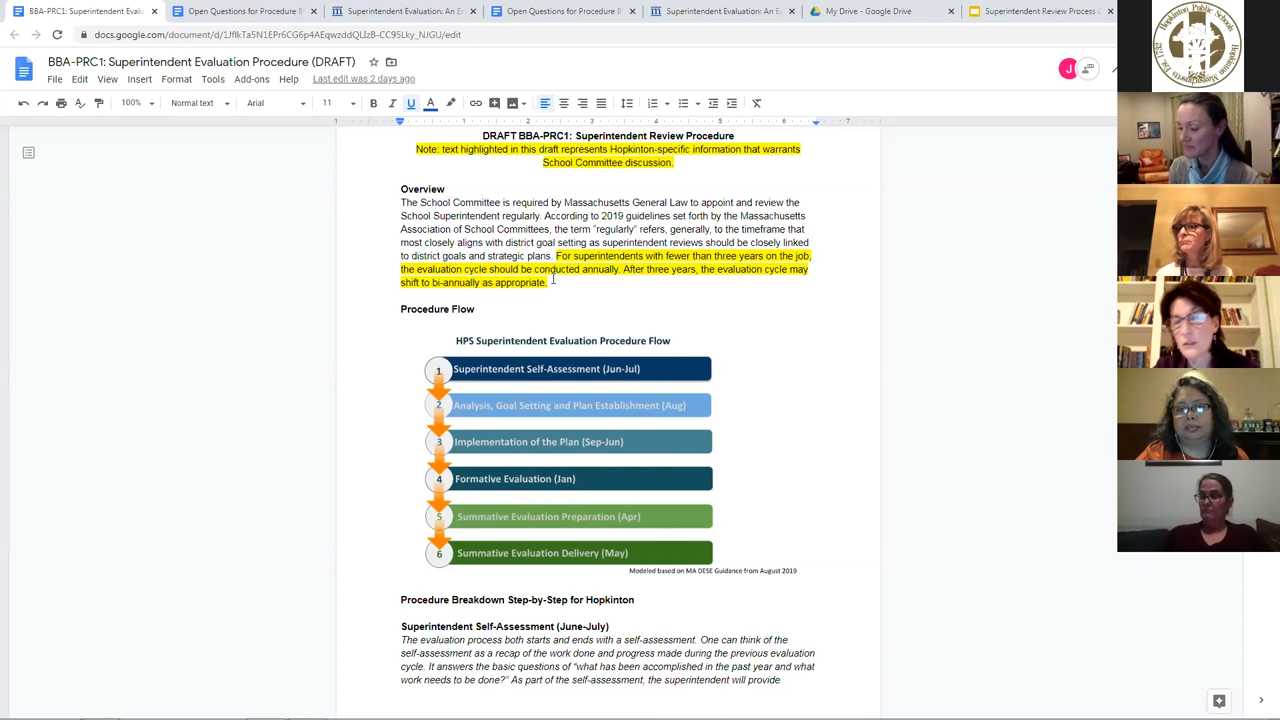 BBA-PRC1: Superintendent Evalua
Open Questions for Procedure B
Superintendent Evaluation: An E
Open Questions for Procedure B
Superintendent Evaluation: An E
My Drive - Google Drive
Superintendent Review Process
docs.google.com/document/d/1JflkTa5N1EPr6CG6p4AEqwzddQLIzB-CC95Lky_NJGU/edit
BBA-PRC1: Superintendent Evaluation Procedure (DRAFT)
File Edit View Insert Format Tools Add-ons Help Last edit was 2 days ago
100% Normal text Arial 11 B I U A
1 1 2 3 4 5 6 7
DRAFT BBA-PRC1: Superintendent Review Procedure
Note: text highlighted in this draft represents Hopkinton-specific information that warrants
School Committee discussion.
Overview
The School Committee is required by Massachusetts General Law to appoint and review the
School Superintendent regularly. According to 2019 guidelines set forth by the Massachusetts
Association of School Committees, the term "regularly" refers, generally, to the timeframe that
most closely aligns with district goal setting as superintendent reviews should be closely linked
to district goals and strategic plans. For superintendents with fewer than three years on the job,
the evaluation cycle should be conducted annually. After three years, the evaluation cycle may
shift to bi-annually as appropriate.
Procedure Flow
HPS Superintendent Evaluation Procedure Flow
1 Superintendent Self-Assessment (Jun-Jul)
2 Analysis, Goal Setting and Plan Establishment (Aug)
3 Implementation of the Plan (Sep-Jun)
4 Formative Evaluation (Jan)
5 Summative Evaluation Preparation (Apr)
6 Summative Evaluation Delivery (May)
Modeled based on MA DESE Guidance from August 2019
Procedure Breakdown Step-by-Step for Hopkinton
Superintendent Self-Assessment (June-July)
The evaluation process both starts and ends with a self-assessment. One can think of the
self-assessment as a recap of the work done and progress made during the previous evaluation
cycle. It answers the basic questions of "what has been accomplished in the past year and what
work needs to be done?" As part of the self-assessment, the superintendent will provide
J
Hopkinton Public Schools
Hopkinton, Massachusetts